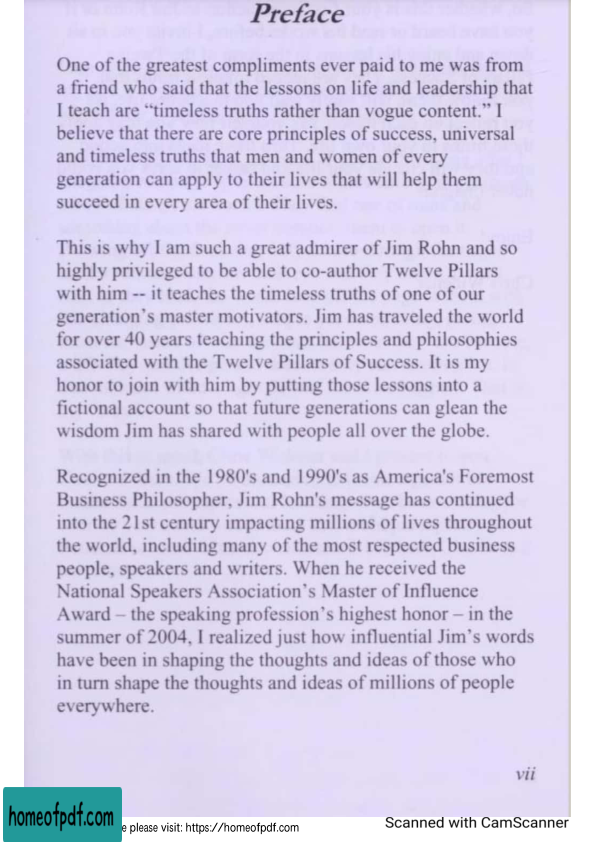 Preface
One of the greatest compliments ever paid to me was from
a friend who said that the lessons on life and leadership that
I teach are “timeless truths rather than vogue content.” I
believe that there are core principles of success, universal
and timeless truths that men and women of every
generation can apply to their lives that will help them
succeed in every area of their lives.
This is why I am such a great admirer of Jim Rohn and so
highly privileged to be able to co-author Twelve Pillars
with him -- it teaches the timeless truths of one of our
generation’s master motivators. Jim has traveled the world
for over 40 years teaching the principles and philosophies
associated with the Twelve Pillars of Success. It is my
honor to join with him by putting those lessons into a
fictional account so that future generations can glean the
wisdom Jim has shared with people all over the globe.
Recognized in the 1980's and 1990's as America's Foremost
Business Philosopher, Jim Rohn's message has continued
into the 21st century impacting millions of lives throughout
the world, including many of the most respected business
people, speakers and writers. When he received the
National Speakers Association’s Master of Influence
Award – the speaking profession’s highest honor – in the
summer of 2004, I realized just how influential Jim’s words
have been in shaping the thoughts and ideas of those who
in turn shape the thoughts and ideas of millions of people
everywhere.
vii
homeofpdf.com
e please visit: https://homeofpdf.com
Scanned with CamScanner